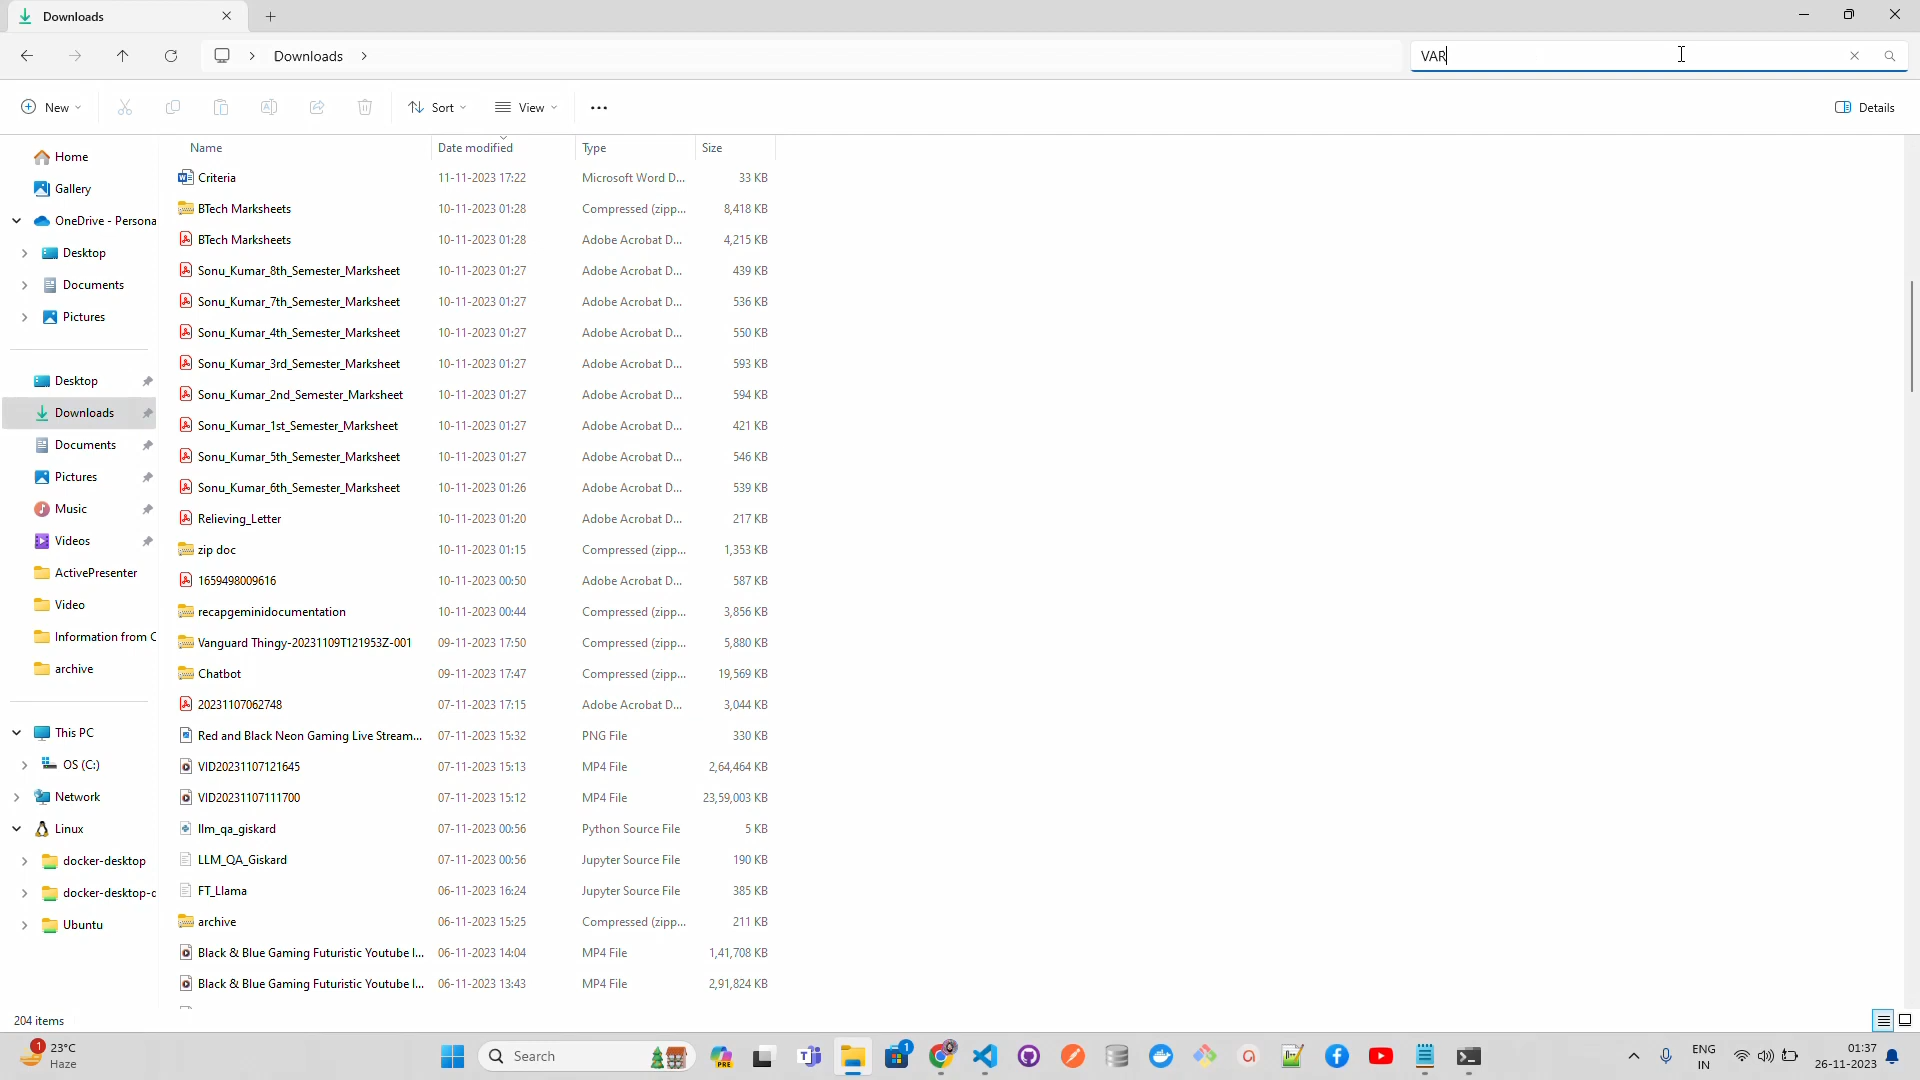 Downloads
Downloads
VAR
New
Sort
View
Details
Home
Gallery
OneDrive - Persona
Desktop
Documents
Pictures
Desktop
Downloads
Documents
Pictures
Music
Videos
ActivePresenter
Video
Information from C
archive
This PC
OS (C:)
Network
Linux
docker-desktop
docker-desktop-c
Ubuntu
Name Date modified Type Size
Criteria 11-11-2023 17:22 Microsoft Word D... 33 KB
BTech Marksheets 10-11-2023 01:28 Compressed (zipp... 8,418 KB
BTech Marksheets 10-11-2023 01:28 Adobe Acrobat D... 4,215 KB
Sonu_Kumar_8th_Semester_Marksheet 10-11-2023 01:27 Adobe Acrobat D... 439 KB
Sonu_Kumar_7th_Semester_Marksheet 10-11-2023 01:27 Adobe Acrobat D... 536 KB
Sonu_Kumar_4th_Semester_Marksheet 10-11-2023 01:27 Adobe Acrobat D... 550 KB
Sonu_Kumar_3rd_Semester_Marksheet 10-11-2023 01:27 Adobe Acrobat D... 593 KB
Sonu_Kumar_2nd_Semester_Marksheet 10-11-2023 01:27 Adobe Acrobat D... 594 KB
Sonu_Kumar_1st_Semester_Marksheet 10-11-2023 01:27 Adobe Acrobat D... 421 KB
Sonu_Kumar_5th_Semester_Marksheet 10-11-2023 01:27 Adobe Acrobat D... 546 KB
Sonu_Kumar_6th_Semester_Marksheet 10-11-2023 01:26 Adobe Acrobat D... 539 KB
Relieving_Letter 10-11-2023 01:20 Adobe Acrobat D... 217 KB
zip doc 10-11-2023 01:15 Compressed (zipp... 1,353 KB
1659498009616 10-11-2023 00:50 Adobe Acrobat D... 587 KB
recapgeminidocumentation 10-11-2023 00:44 Compressed (zipp... 3,856 KB
Vanguard Thingy-20231109T121953Z-001 09-11-2023 17:50 Compressed (zipp... 5,880 KB
Chatbot 09-11-2023 17:47 Compressed (zipp... 19,569 KB
20231107062748 07-11-2023 17:15 Adobe Acrobat D... 3,044 KB
Red and Black Neon Gaming Live Stream... 07-11-2023 15:32 PNG File 330 KB
VID20231107121645 07-11-2023 15:13 MP4 File 2,64,464 KB
VID20231107111700 07-11-2023 15:12 MP4 File 23,59,003 KB
llm_qa_giskard 07-11-2023 00:56 Python Source File 5 KB
LLM_QA_Giskard 07-11-2023 00:56 Jupyter Source File 190 KB
FT_Llama 06-11-2023 16:24 Jupyter Source File 385 KB
archive 06-11-2023 15:25 Compressed (zipp... 211 KB
Black & Blue Gaming Futuristic Youtube I... 06-11-2023 14:04 MP4 File 1,41,708 KB
Black & Blue Gaming Futuristic Youtube I... 06-11-2023 13:43 MP4 File 2,91,824 KB
204 items
1 23°C
Haze
Search
PRE
1
ENG
IN
01:37
26-11-2023